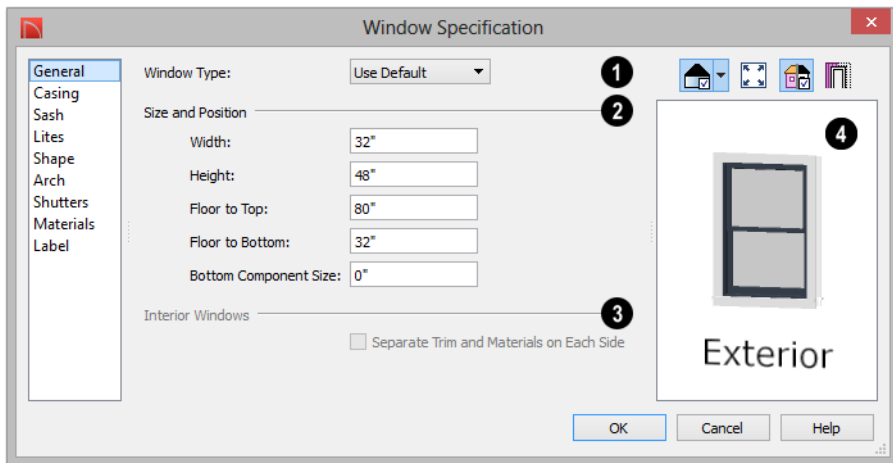 Window Specification
General
Casing
Sash
Lites
Shape
Arch
Shutters
Materials
Label
Window Type: Use Default 1
Size and Position 2
Width: 32"
Height: 48"
Floor to Top: 80"
Floor to Bottom: 32"
Bottom Component Size: 0"
Interior Windows 3
Separate Trim and Materials on Each Side
4
Exterior
OK Cancel Help